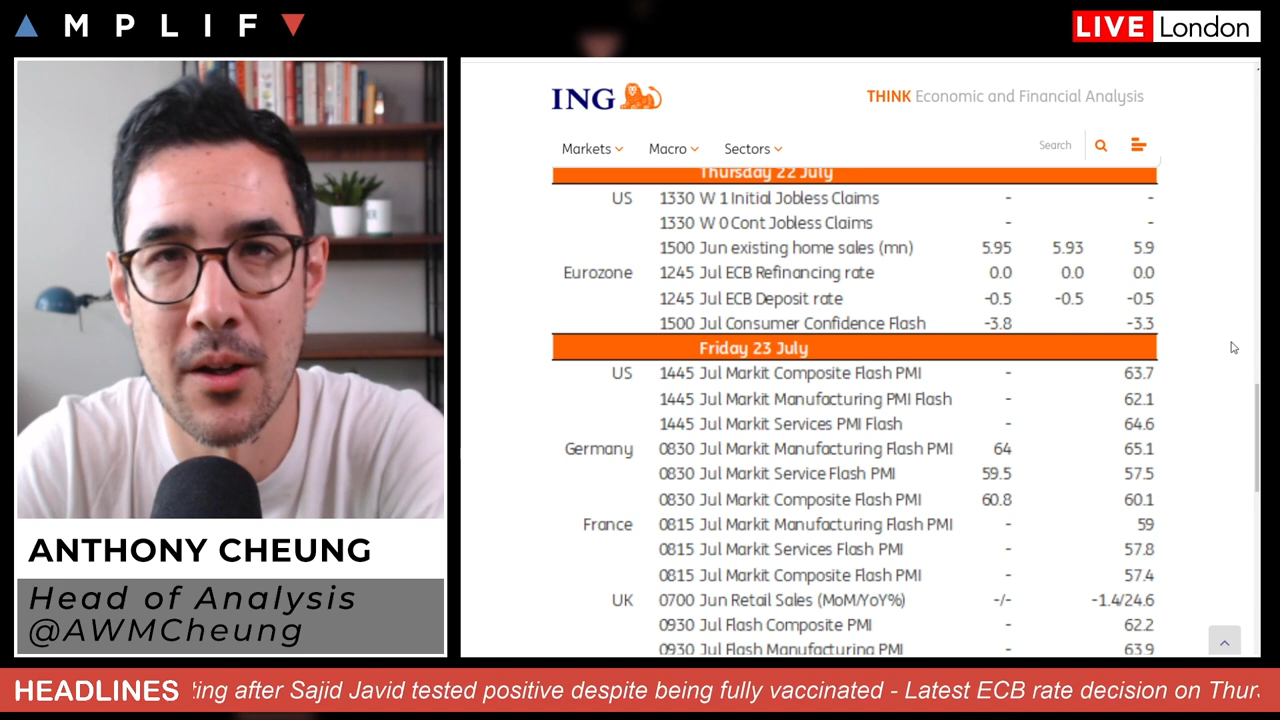 AMPLIFY
LIVE London
ING
THINK Economic and Financial Analysis
Markets Macro Sectors Search
Thursday 22 July
US 1330 W 1 Initial Jobless Claims - -
1330 W 0 Cont Jobless Claims - -
1500 Jun existing home sales (mn) 5.95 5.93 5.9
Eurozone 1245 Jul ECB Refinancing rate 0.0 0.0 0.0
1245 Jul ECB Deposit rate -0.5 -0.5 -0.5
1500 Jul Consumer Confidence Flash -3.8 -3.3
Friday 23 July
US 1445 Jul Markit Composite Flash PMI - 63.7
1445 Jul Markit Manufacturing PMI Flash - 62.1
1445 Jul Markit Services PMI Flash - 64.6
Germany 0830 Jul Markit Manufacturing Flash PMI 64 65.1
0830 Jul Markit Service Flash PMI 59.5 57.5
0830 Jul Markit Composite Flash PMI 60.8 60.1
France 0815 Jul Markit Manufacturing Flash PMI - 59
0815 Jul Markit Services Flash PMI - 57.8
0815 Jul Markit Composite Flash PMI - 57.4
UK 0700 Jun Retail Sales (MoM/YoY%) -/- -1.4/24.6
0930 Jul Flash Composite PMI 62.2
0930 Jul Flash Manufacturing PMI 63.9
ANTHONY CHEUNG
Head of Analysis
@AWMCheung
HEADLINES after Sajid Javid tested positive despite being fully vaccinated - Latest ECB rate decision on